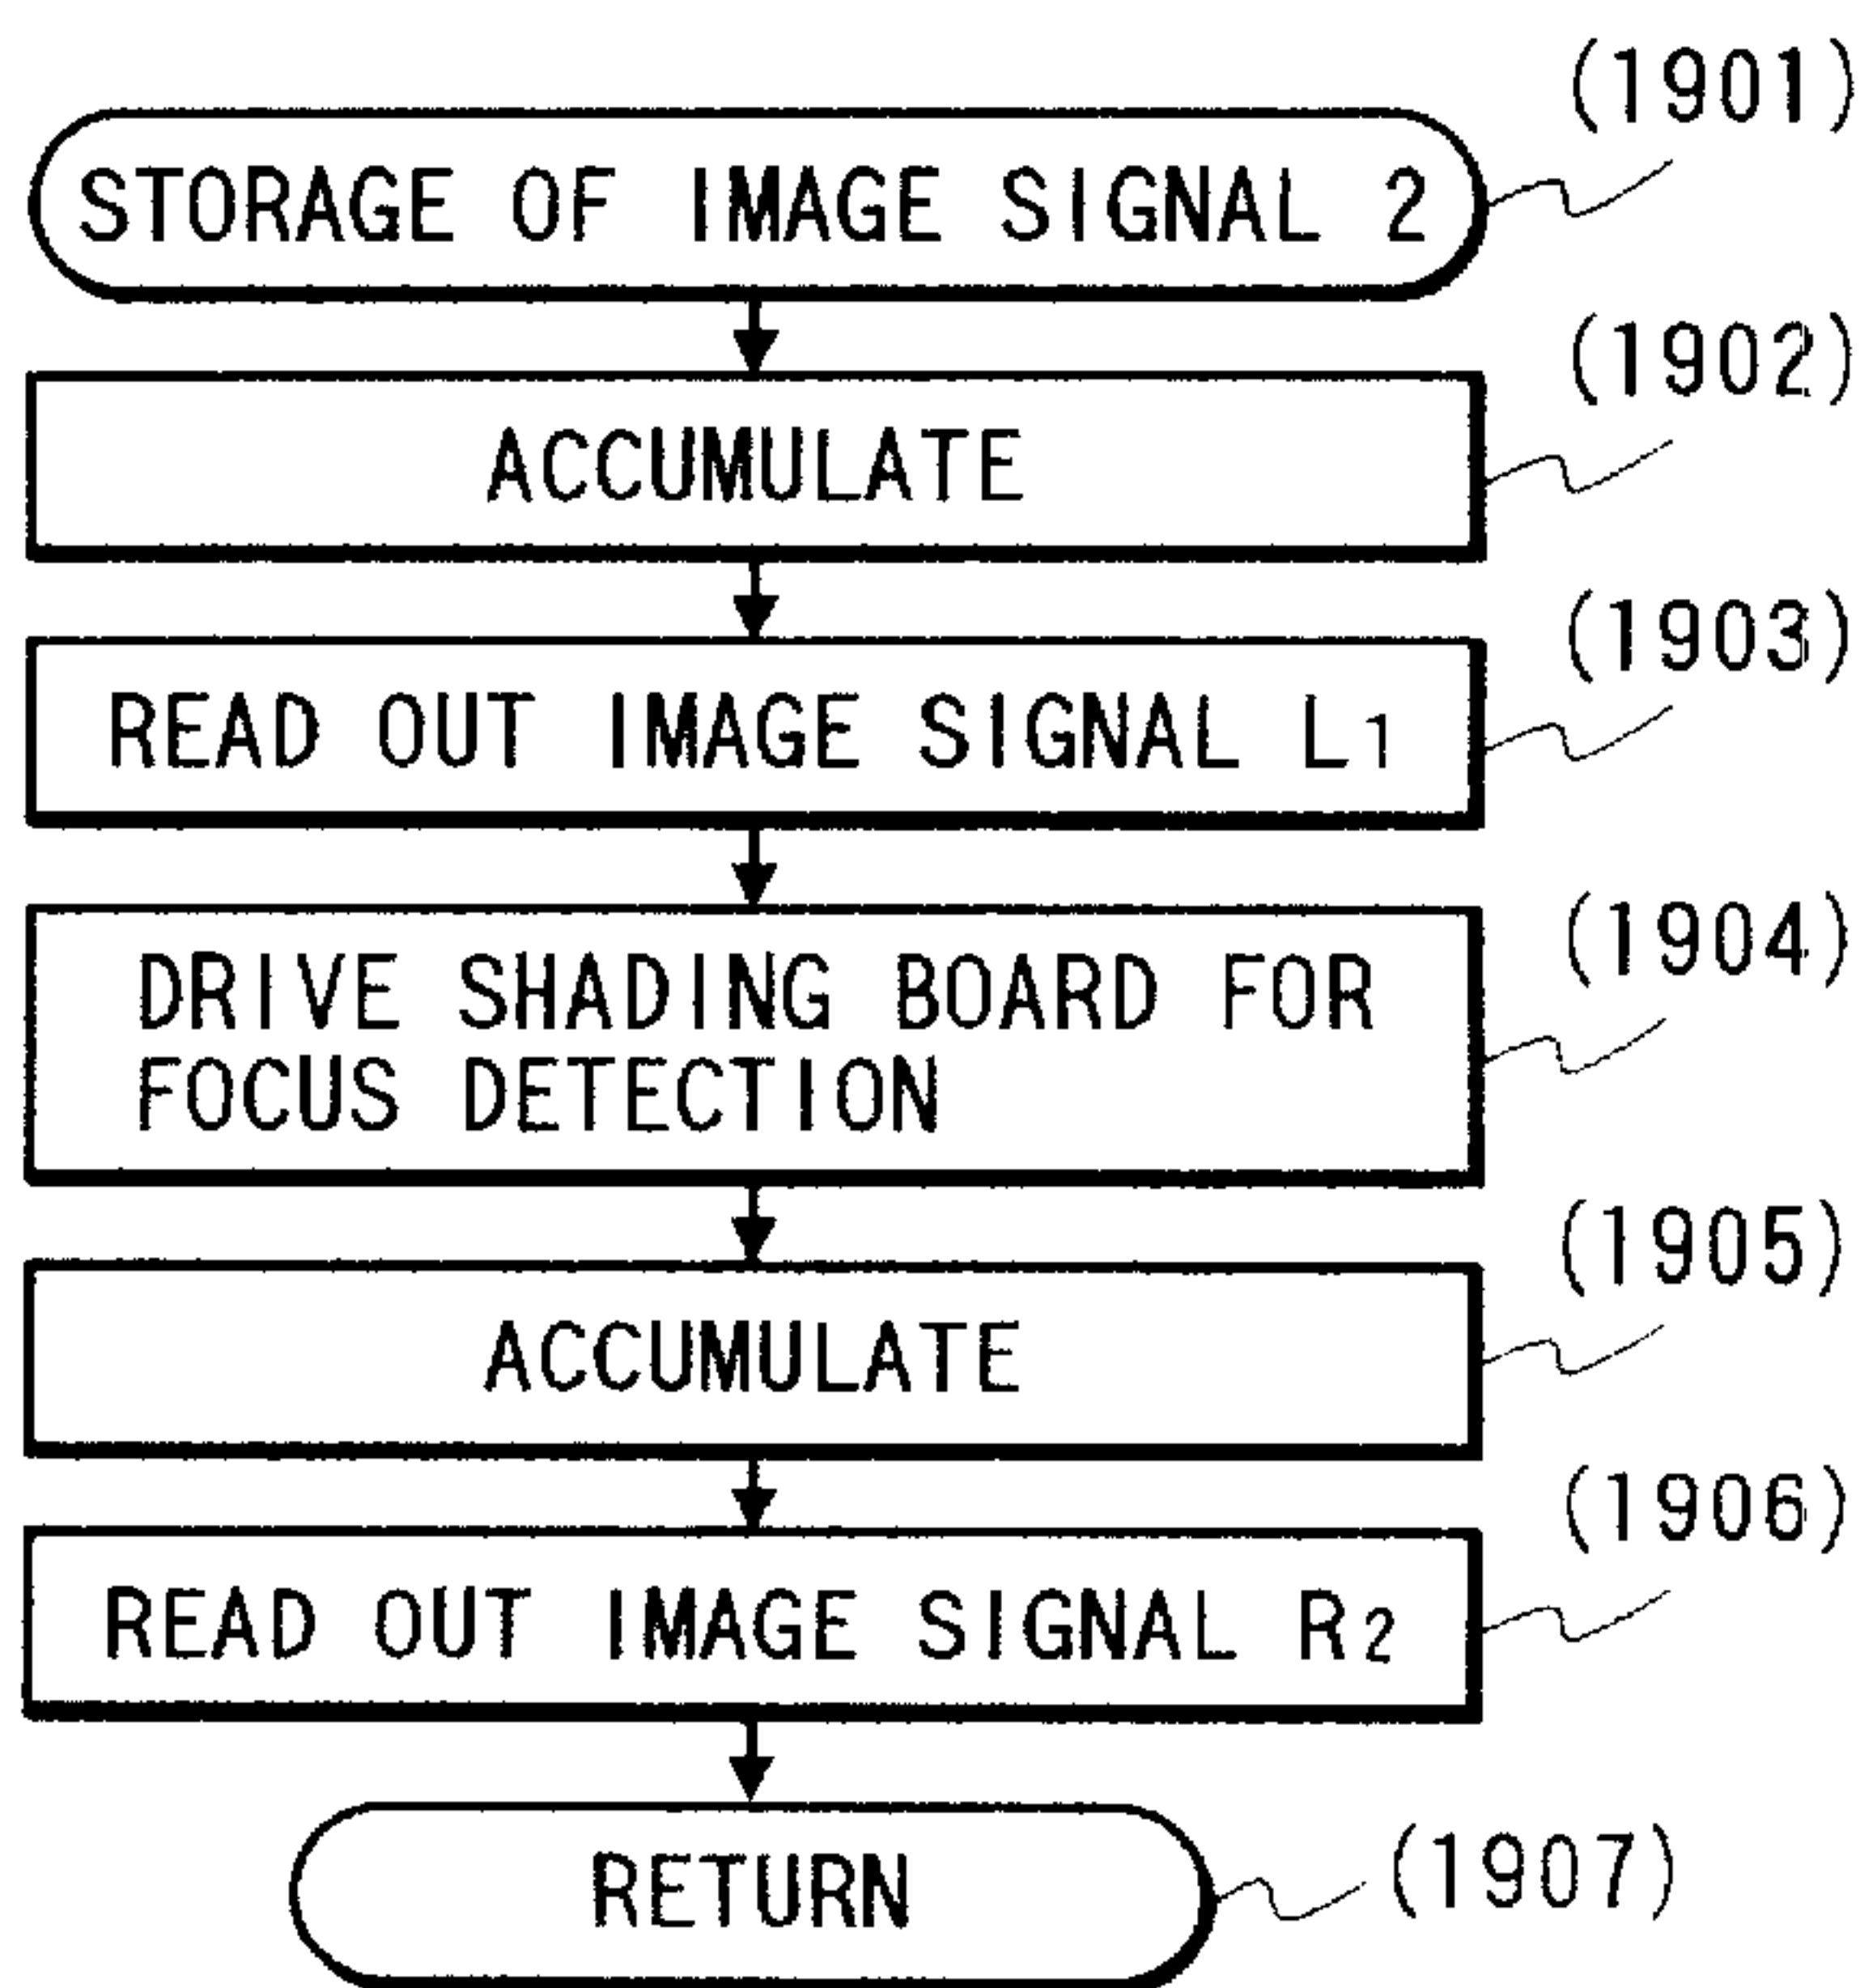 (1901)
STORAGE OF IMAGE SIGNAL 2
(1902)
ACCUMULATE
(1903)
READ OUT IMAGE SIGNAL L1
(1904)
DRIVE SHADING BOARD FOR
FOCUS DETECTION
(1905)
ACCUMULATE
(1906)
READ OUT IMAGE SIGNAL R2
(1907)
RETURN